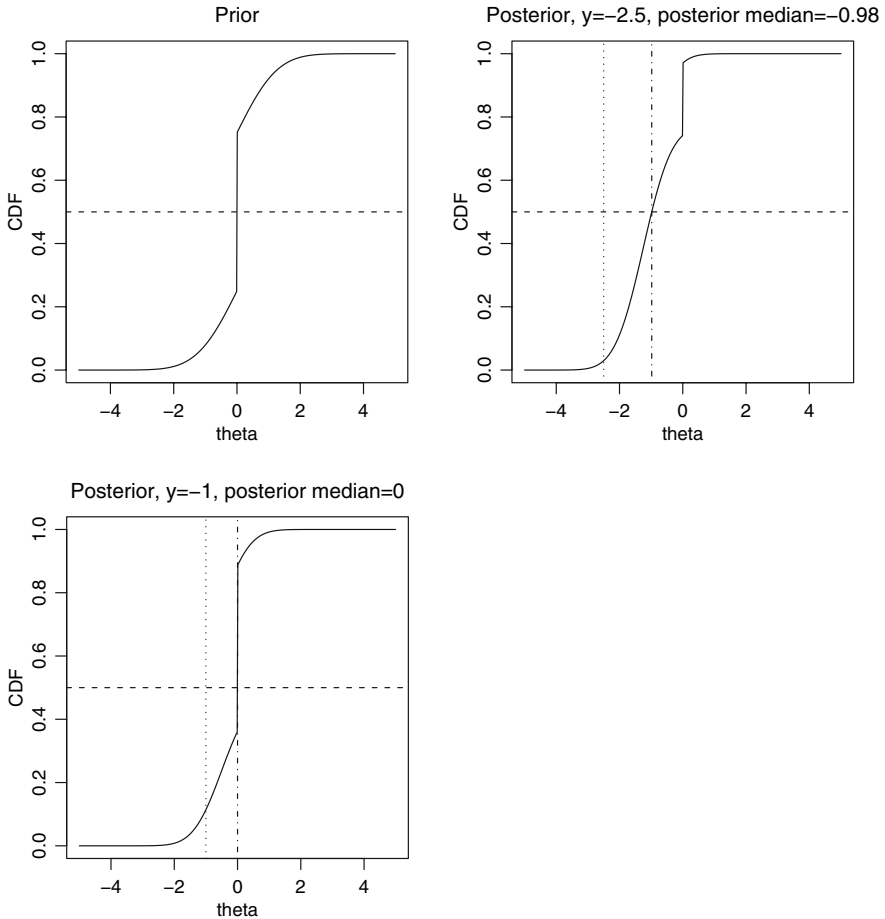 Prior
CDF
0.0 0.2 0.4 0.6 0.8 1.0
−4 −2 0 2 4
theta
Posterior, y=−2.5, posterior median=−0.98
CDF
0.0 0.2 0.4 0.6 0.8 1.0
−4 −2 0 2 4
theta
Posterior, y=−1, posterior median=0
CDF
0.0 0.2 0.4 0.6 0.8 1.0
−4 −2 0 2 4
theta